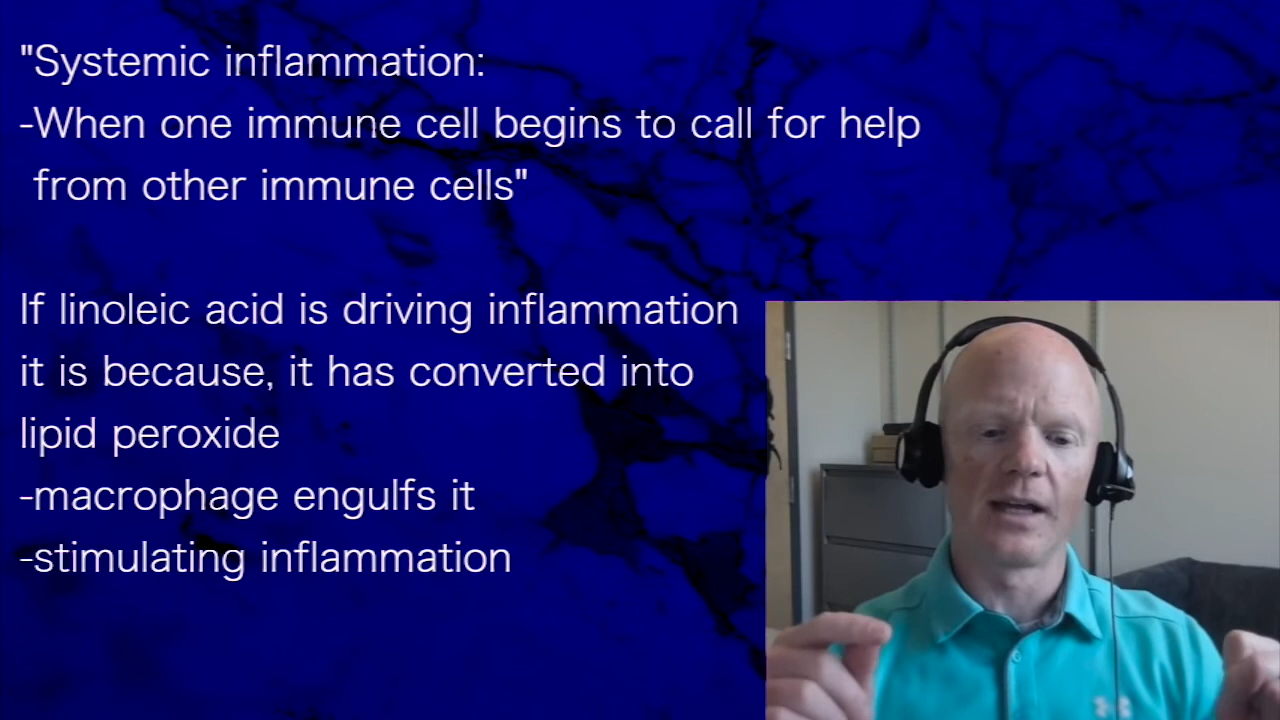 "Systemic inflammation:
-When one immune cell begins to call for help
from other immune cells"
If linoleic acid is driving inflammation
it is because, it has converted into
lipid peroxide
-macrophage engulfs it
-stimulating inflammation